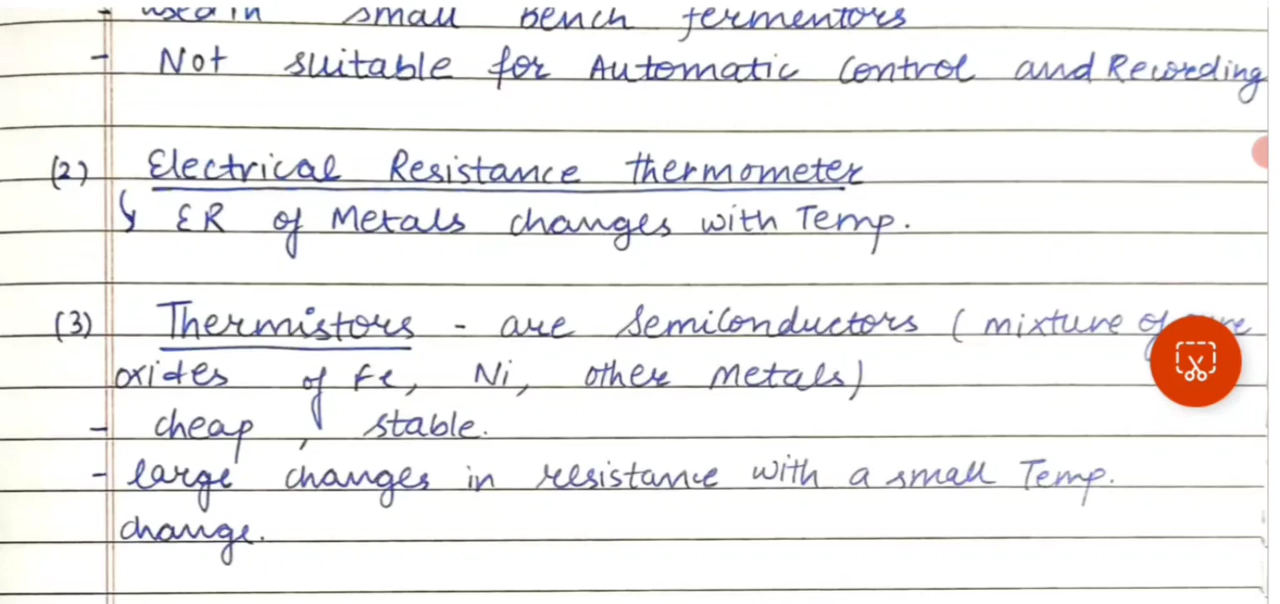 - used in small Bench fermentors
- Not suitable for Automatic Control and Recording
(2) Electrical Resistance thermometer
↳ ER of Metals changes with Temp.
(3) Thermistors - are Semiconductors (mixture of
oxides of Fe, Ni, other metals)
- cheap, stable.
- large changes in resistance with a small Temp.
change.